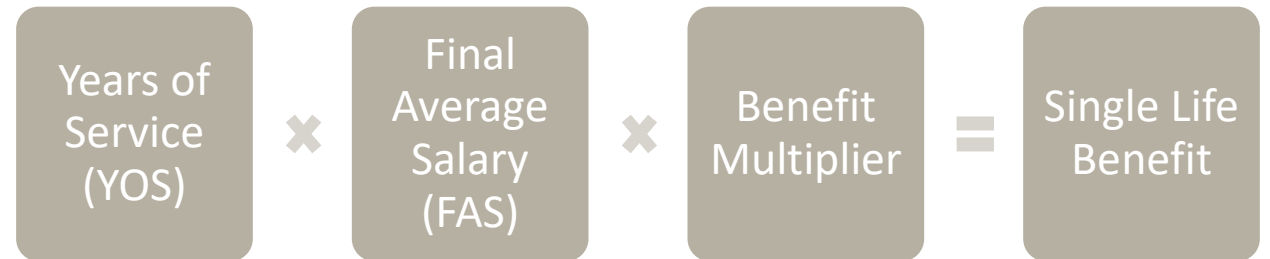 Years of
Service
(YOS)
×
Final
Average
Salary
(FAS)
×
Benefit
Multiplier
=
Single Life
Benefit